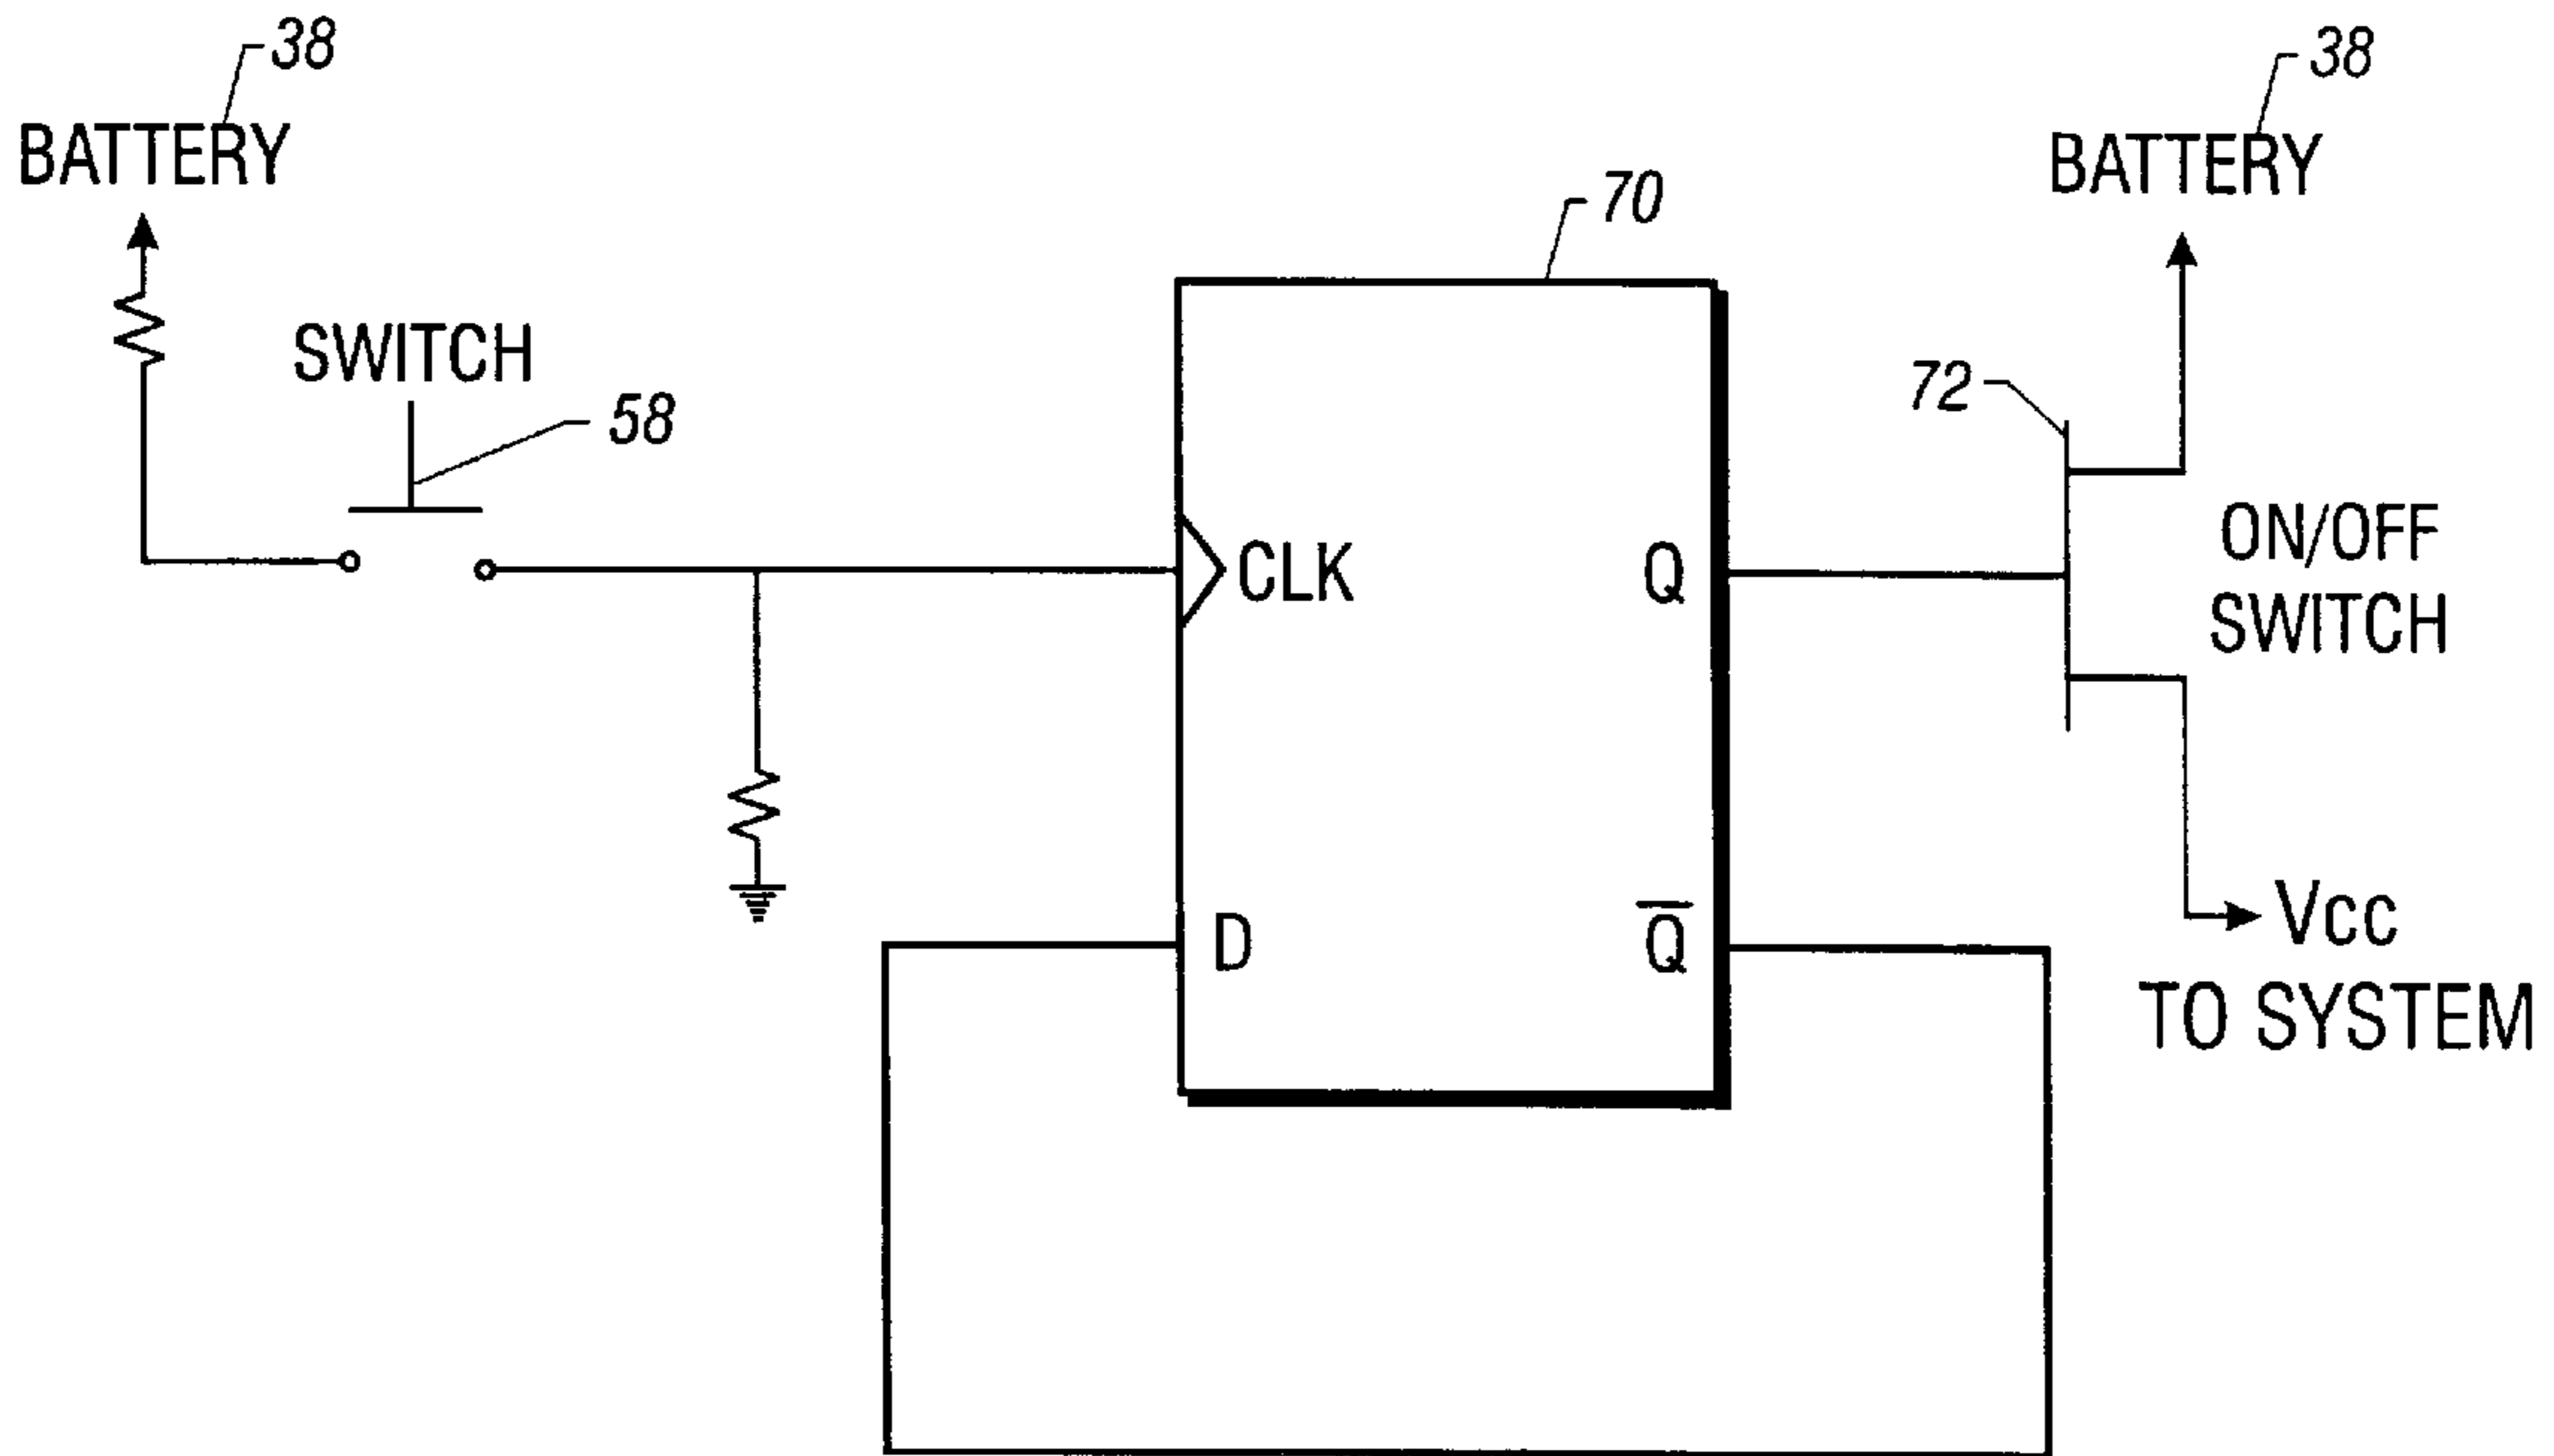 38
BATTERY
SWITCH
58
70
CLK
Q
D
Q̅
38
BATTERY
72
ON/OFF
SWITCH
Vcc
TO SYSTEM